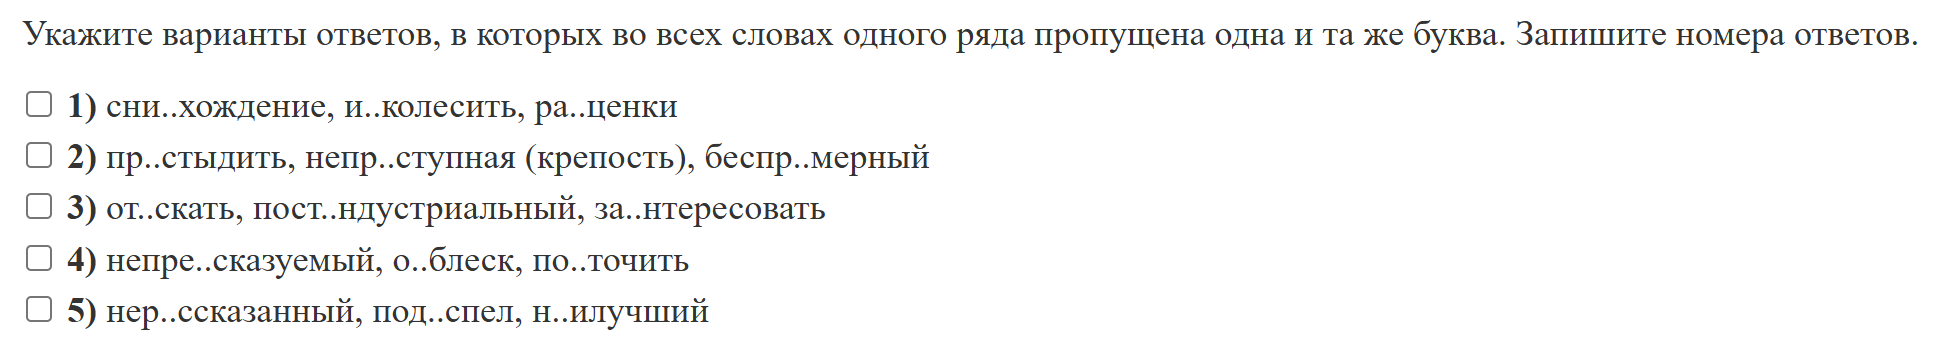 Укажите варианты ответов, в которых во всех словах одного ряда пропущена одна и та же буква. Запишите номера ответов.
1) сни..хождение, и..колесить, ра..ценки
2) пр..стыдить, непр..ступная (крепость), беспр..мерный
3) от..скать, пост..ндустриальный, за..нтересовать
4) непре..сказуемый, о..блеск, по..точить
5) нер..ссказанный, под..спел, н..илучший